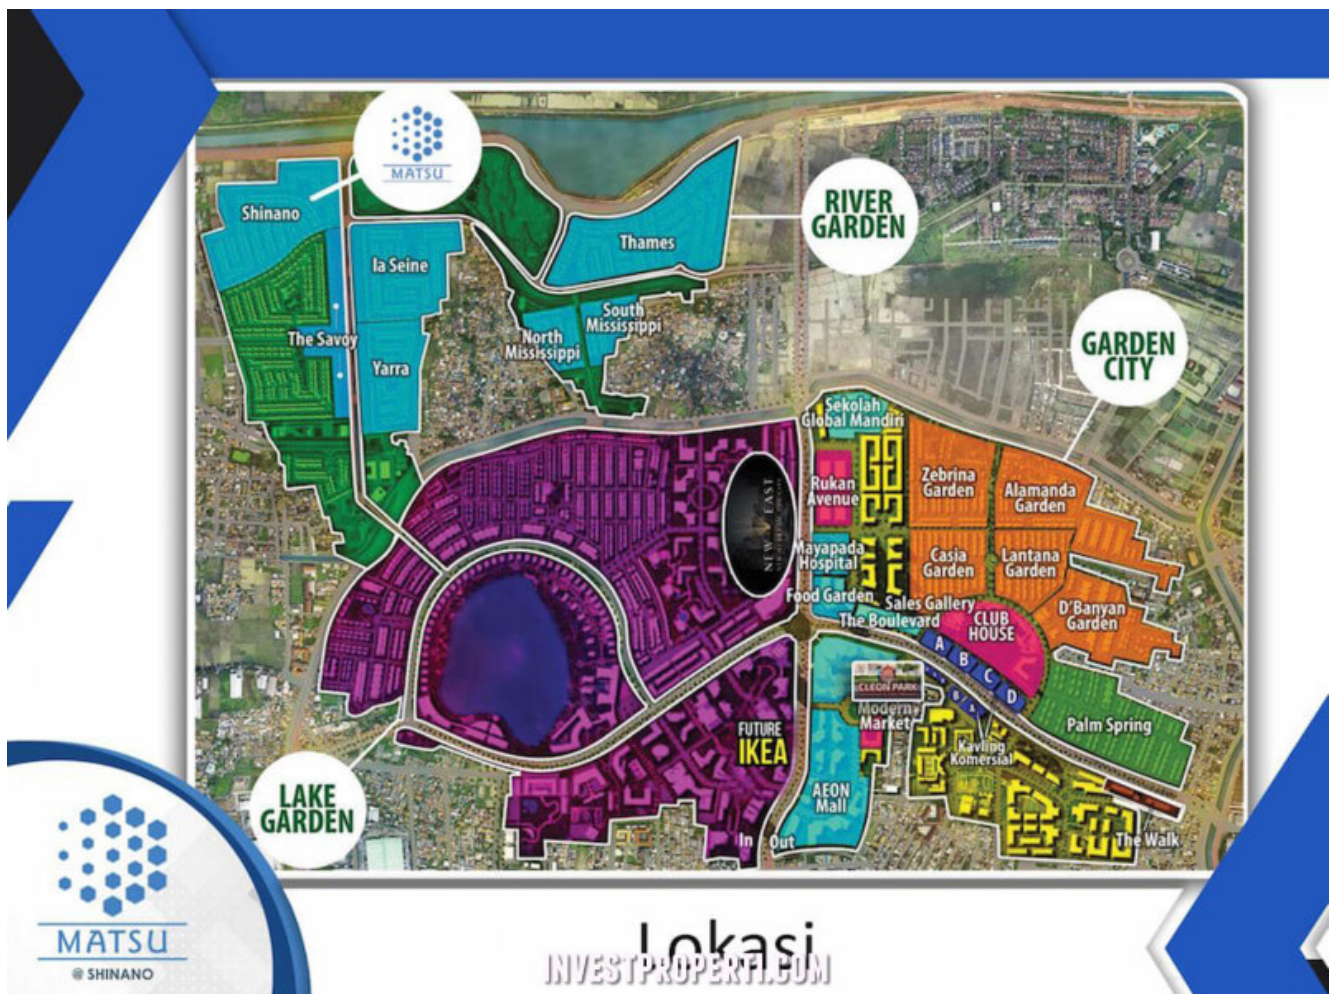 MATSU
Shinano
RIVER
GARDEN
Thames
la Seine
South
Mississippi
North
Mississippi
The Savoy
Yarra
GARDEN
CITY
Sekolah
Global Mandiri
Zebrina
Garden
Rukan
Avenue
Alamanda
Garden
NEW EAST
Mayapada
Hospital
Casia
Garden
Lantana
Garden
Food Garden
Sales Gallery
The Boulevard
CLUB
HOUSE
D'Banyan
Garden
A
B
C
D
B
A
CLEON PARK
Modern
Market
Palm Spring
FUTURE
IKEA
Kavling
Komersial
AEON
Mall
LAKE
GARDEN
In
Out
The Walk
MATSU
@ SHINANO
Lokasi
INVESTPROPERTI.COM